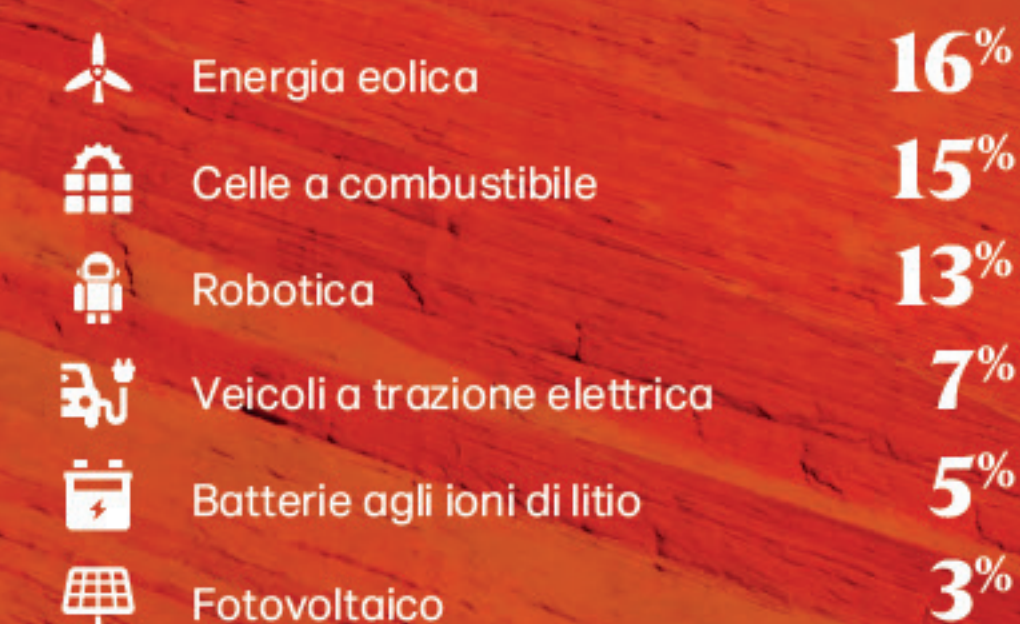 Energia eolica 16%
Celle a combustibile 15%
Robotica 13%
Veicoli a trazione elettrica 7%
Batterie agli ioni di litio 5%
Fotovoltaico 3%